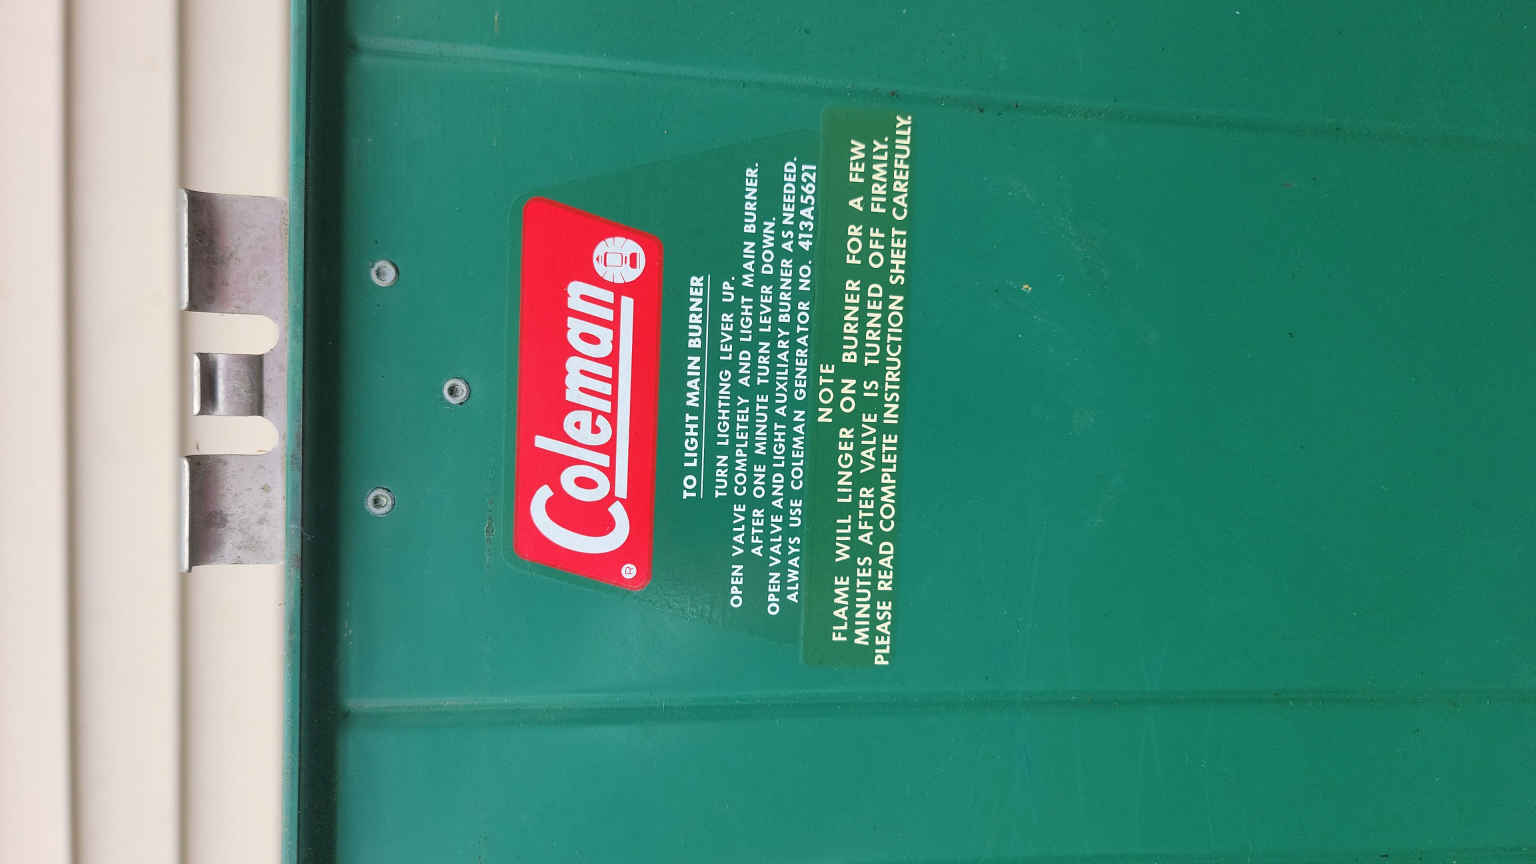 Coleman
®
TO LIGHT MAIN BURNER
TURN LIGHTING LEVER UP.
OPEN VALVE COMPLETELY AND LIGHT MAIN BURNER.
AFTER ONE MINUTE TURN LEVER DOWN.
OPEN VALVE AND LIGHT AUXILIARY BURNER AS NEEDED.
ALWAYS USE COLEMAN GENERATOR NO. 413A5621
NOTE
FLAME WILL LINGER ON BURNER FOR A FEW
MINUTES AFTER VALVE IS TURNED OFF FIRMLY.
PLEASE READ COMPLETE INSTRUCTION SHEET CAREFULLY.